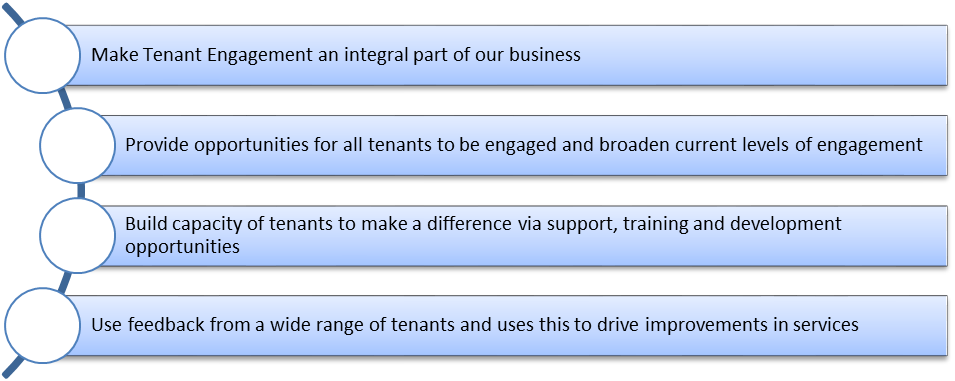 Make Tenant Engagement an integral part of our business
Provide opportunities for all tenants to be engaged and broaden current levels of engagement
Build capacity of tenants to make a difference via support, training and development
opportunities
Use feedback from a wide range of tenants and uses this to drive improvements in services